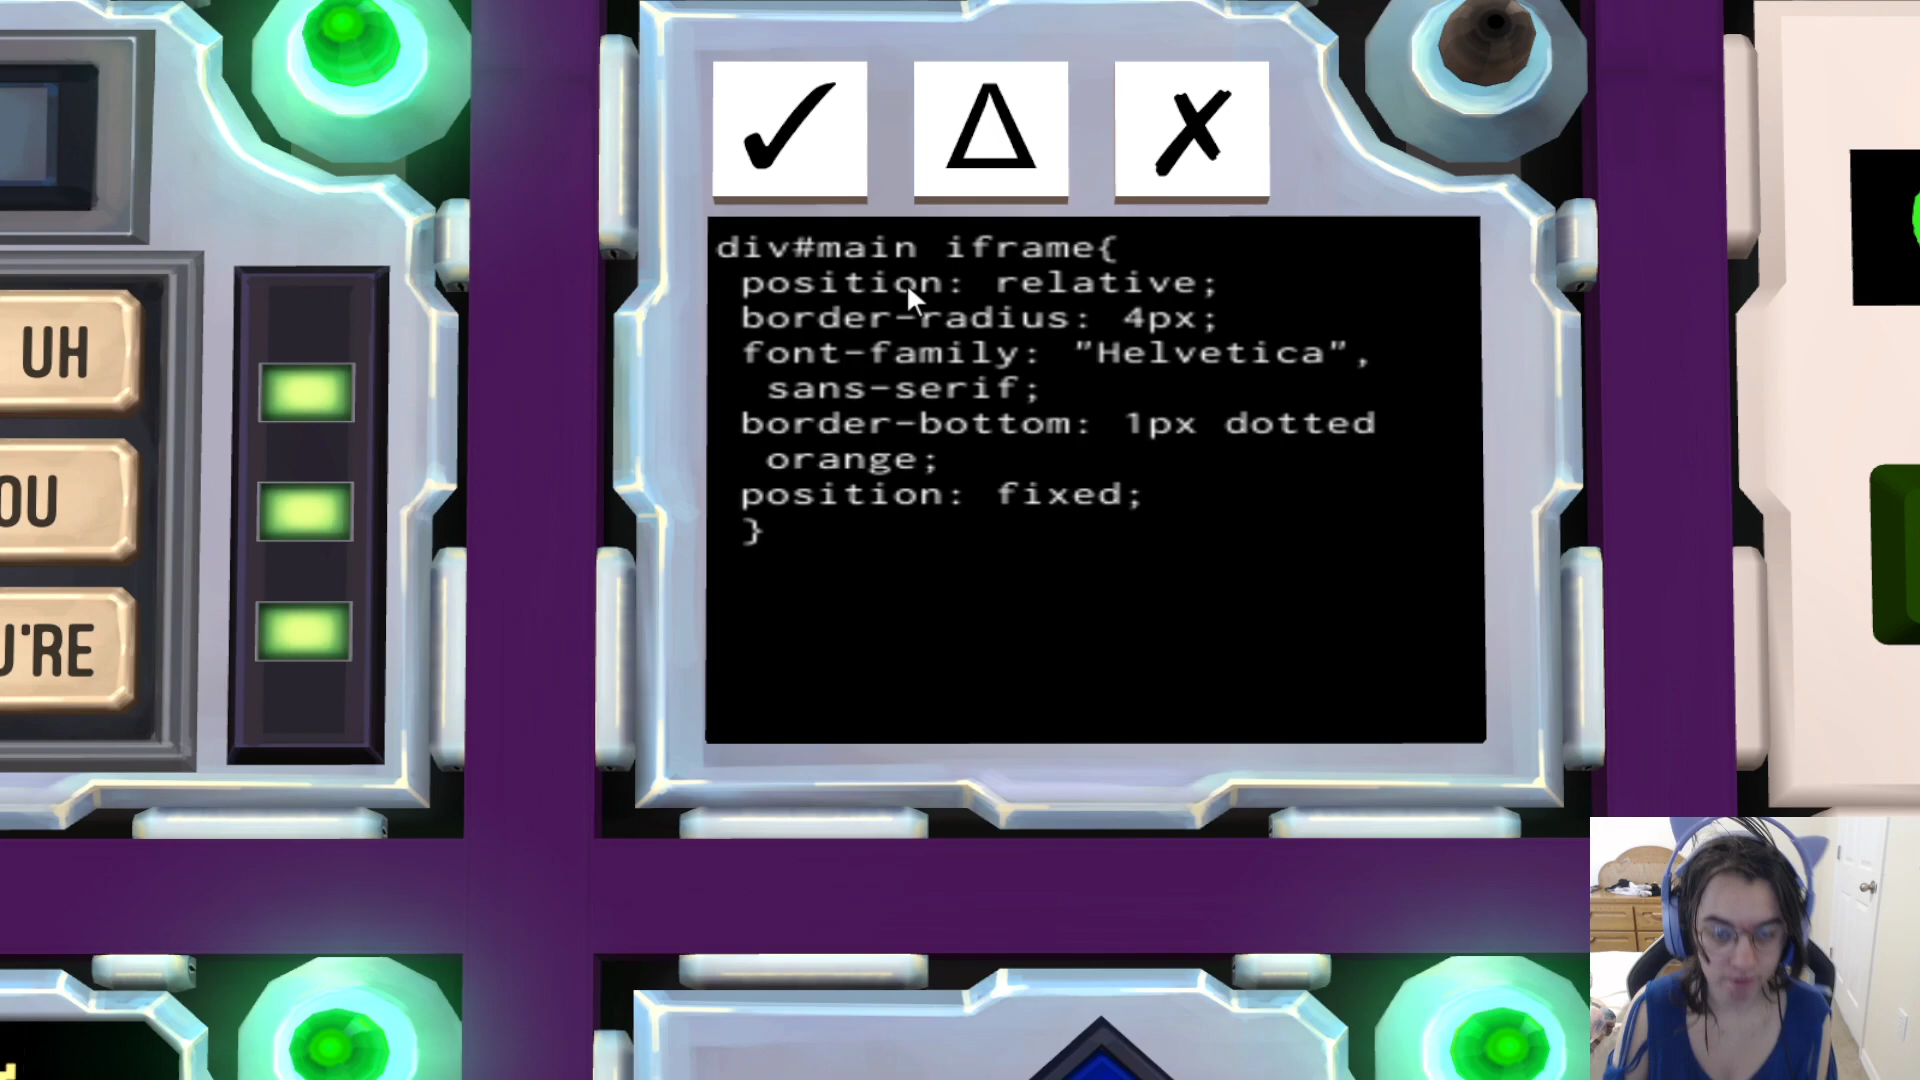 ✓ Δ ✗
div#main iframe{
position: relative;
border-radius: 4px;
font-family: "Helvetica",
sans-serif;
border-bottom: 1px dotted
orange;
position: fixed;
}
UH
OU
U'RE